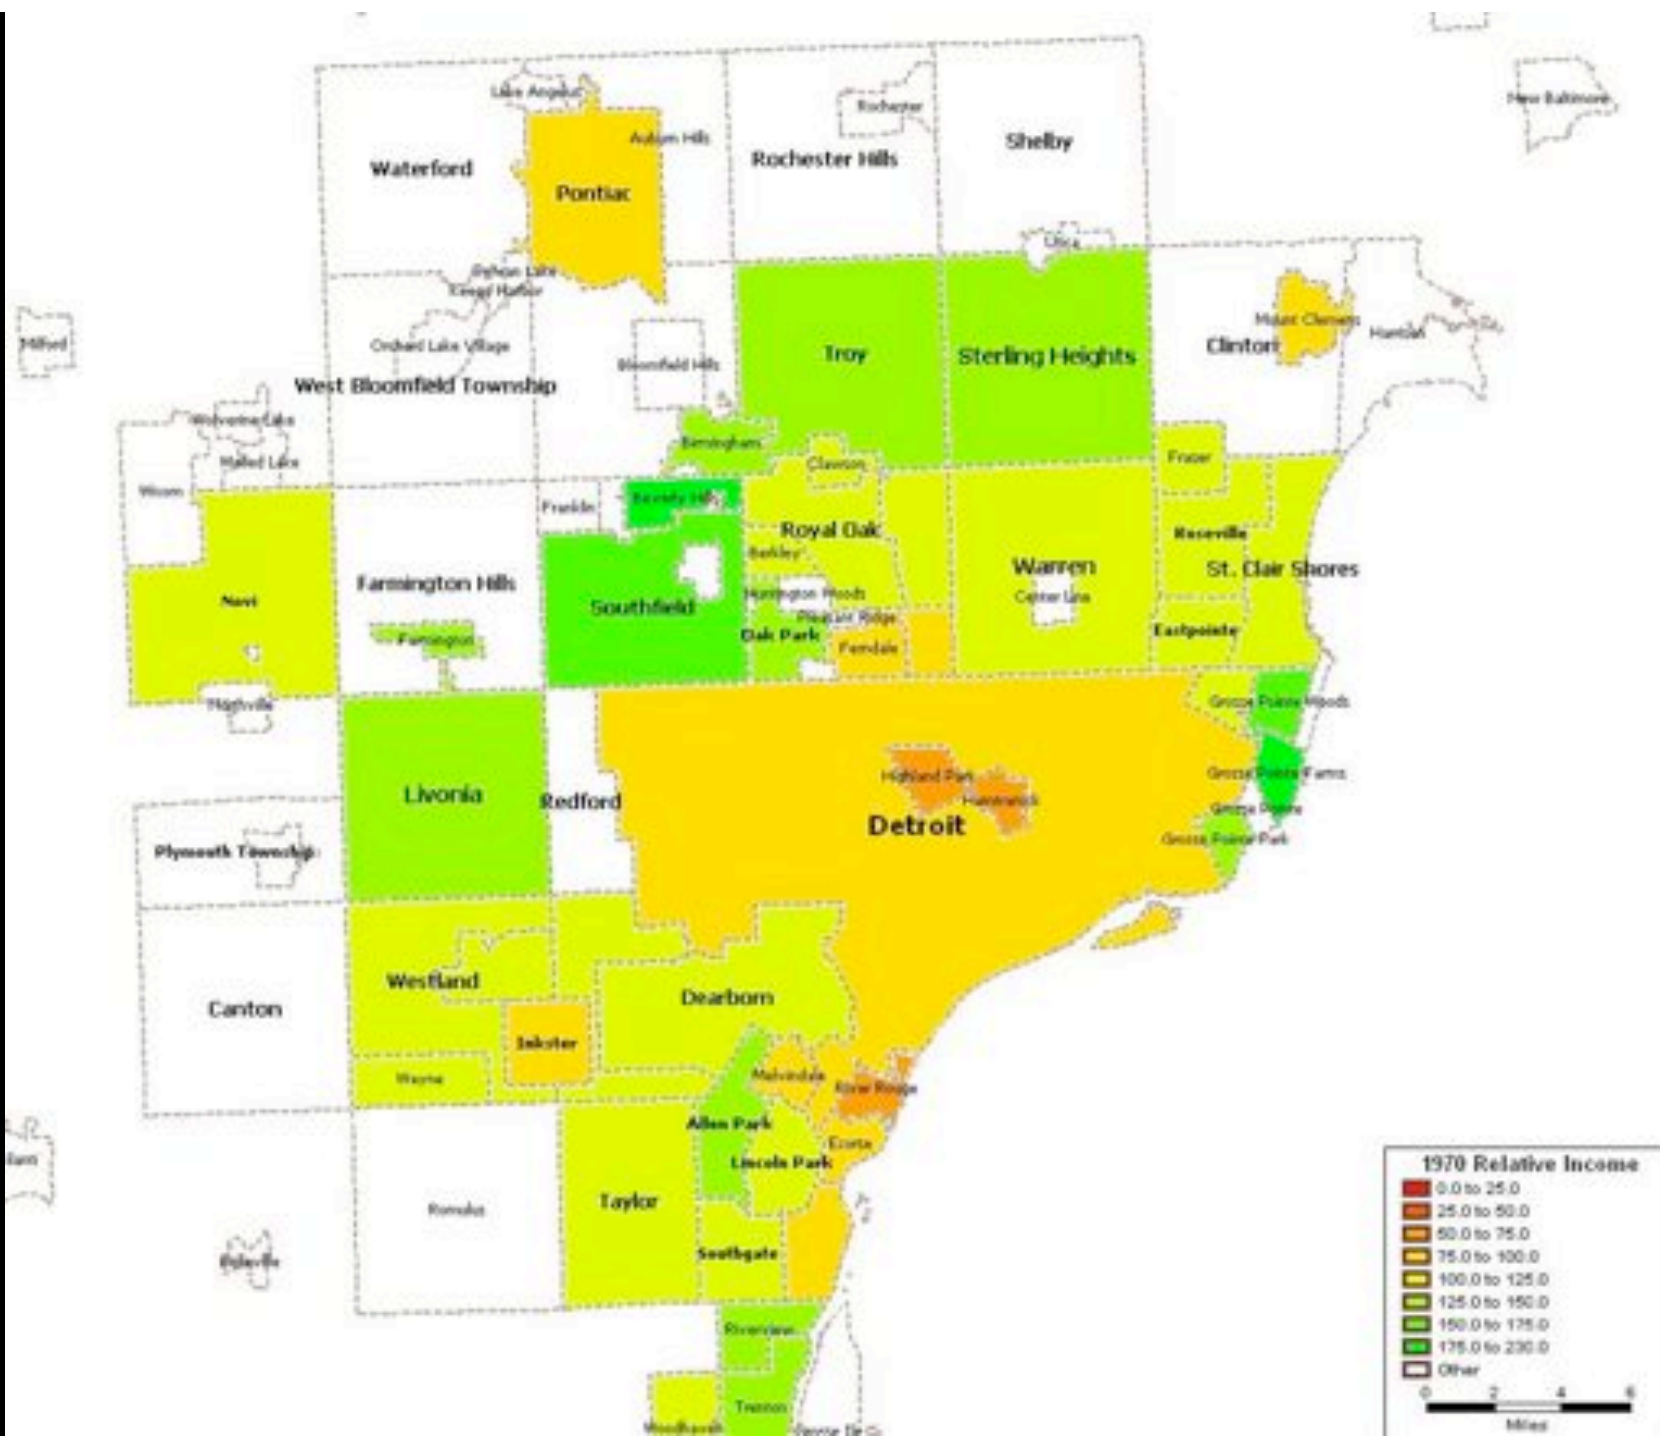 Lake Angelus
New Baltimore
Rochester
Auburn Hills
Shelby
Rochester Hills
Waterford
Pontiac
Utica
Sylvan Lake
Keego Harbor
Mount Clemens
Milford
Orchard Lake Village
Clinton
Troy
Sterling Heights
Bloomfield Hills
West Bloomfield Township
Wolverine Lake
Birmingham
Walled Lake
Clawson
Fraser
Wixom
Beverly Hills
Franklin
Royal Oak
Roseville
Berkley
Warren
St. Clair Shores
Farmington Hills
Novi
Huntington Woods
Center Line
Southfield
Pleasant Ridge
Oak Park
Eastpointe
Farmington
Ferndale
Northville
Grosse Pointe Woods
Highland Park
Grosse Pointe Farms
Livonia
Redford
Hamtramck
Grosse Pointe
Detroit
Grosse Pointe Park
Plymouth Township
Westland
Dearborn
Canton
Inkster
Wayne
Melvindale
River Rouge
Allen Park
Ecorse
Lincoln Park
Taylor
Romulus
Southgate
Belleville
Riverview
Trenton
Woodhaven
1970 Relative Income
0.0 to 25.0
25.0 to 50.0
50.0 to 75.0
75.0 to 100.0
100.0 to 125.0
125.0 to 150.0
150.0 to 175.0
175.0 to 230.0
Other
0 2 4 6
Miles